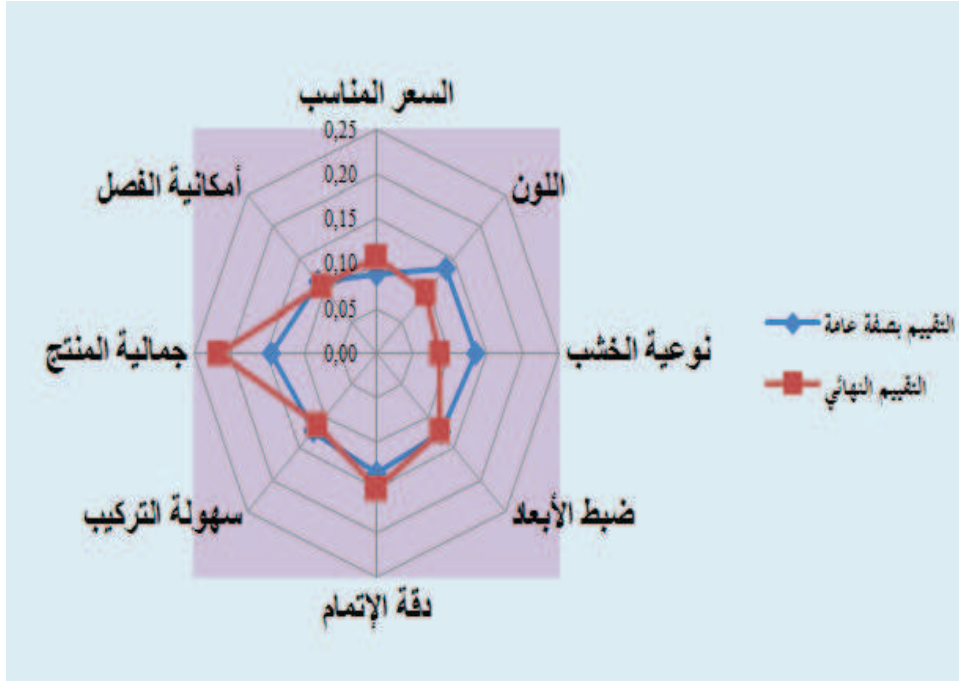 السعر المناسب
0,25
أمكانية الفصل
0,20
اللون
0,15
0,10
0,05
جمالية المنتج
0,00
نوعية الخشب
التقييم بصفة عامة
التقييم النهائي
سهولة التركيب
ضبط الأبعاد
دقة الإتمام